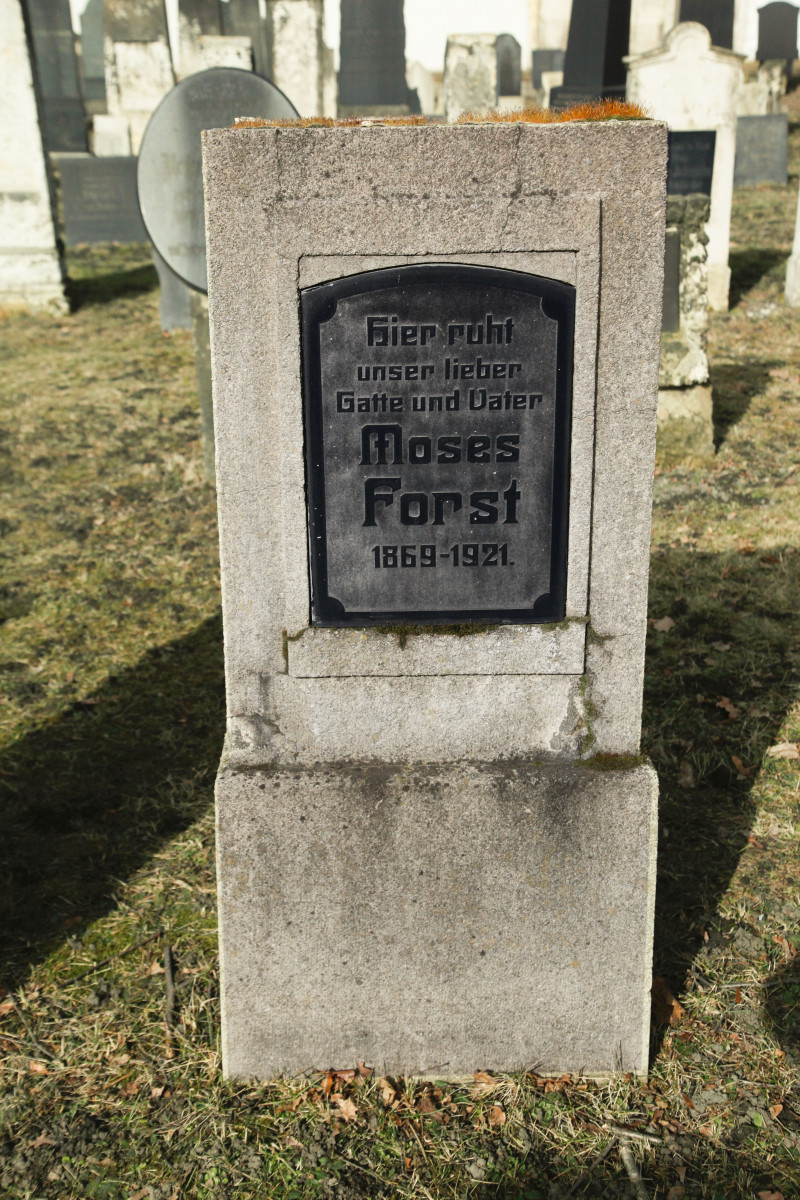 Hier ruht
unser lieber
Gatte und Vater
Moses
Forst
1869-1921.